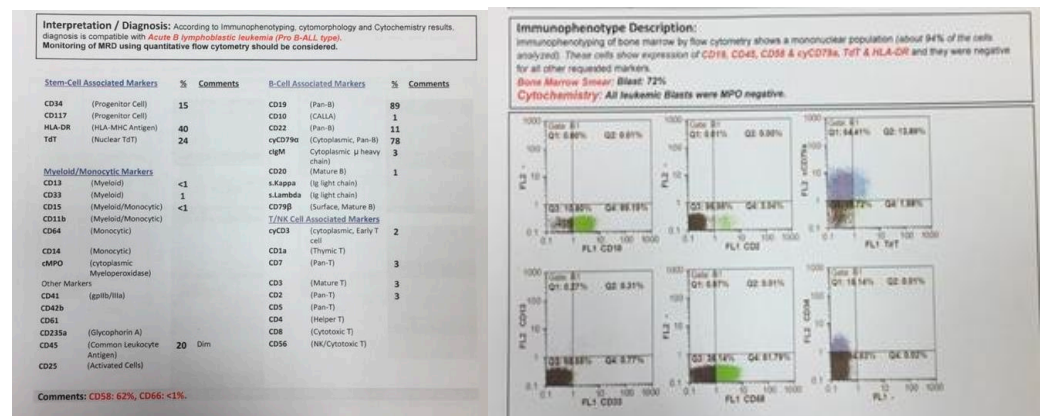 Interpretation / Diagnosis: According to Immunophenotyping, cytomorphology and Cytochemistry results,
diagnosis is compatible with Acute B lymphoblastic leukemia (Pro B-ALL type).
Monitoring of MRD using quantitative flow cytometry should be considered.
Stem-Cell Associated Markers % Comments
CD34 (Progenitor Cell) 15
CD117 (Progenitor Cell)
HLA-DR (HLA-MHC Antigen) 40
TdT (Nuclear TdT) 24
Myeloid/Monocytic Markers
CD13 (Myeloid) <1
CD33 (Myeloid) 1
CD15 (Myeloid/Monocytic) <1
CD11b (Myeloid/Monocytic)
CD64 (Monocytic)
CD14 (Monocytic)
cMPO (cytoplasmic
Myeloperoxidase)
Other Markers
CD41 (gpIIb/IIIa)
CD42b
CD61
CD235a (Glycophorin A)
CD45 (Common Leukocyte
Antigen) 20 Dim
CD25 (Activated Cells)
B-Cell Associated Markers % Comments
CD19 (Pan-B) 89
CD10 (CALLA) 1
CD22 (Pan-B) 11
cyCD79α (Cytoplasmic, Pan-B) 78
cIgM Cytoplasmic µ heavy 3
chain)
CD20 (Mature B) 1
s.Kappa (Ig light chain)
s.Lambda (Ig light chain)
CD79β (Surface, Mature B)
T/NK Cell Associated Markers
cyCD3 (cytoplasmic, Early T 2
cell
CD1a (Thymic T)
CD7 (Pan-T) 3
CD3 (Mature T) 3
CD2 (Pan-T) 3
CD5 (Pan-T)
CD4 (Helper T)
CD8 (Cytotoxic T)
CD56 (NK/Cytotoxic T)
Comments: CD58: 62%, CD66: <1%.
Immunophenotype Description:
Immunophenotyping of bone marrow by flow cytometry shows a mononuclear population (about 94% of the cells
analyzed). These cells show expression of CD19, CD45, CD58 & cyCD79a, TdT & HLA-DR and they were negative
for all other requested markers.
Bone Marrow Smear: Blast: 72%
Cytochemistry: All leukemic Blasts were MPO negative.
FL2 -
FL1 CD19
FL2 -
FL1
FL2 cCD79a
FL1 TdT
FL2 CD13
FL1 CD33
FL2 -
FL1
FL2 CD34
FL1 -